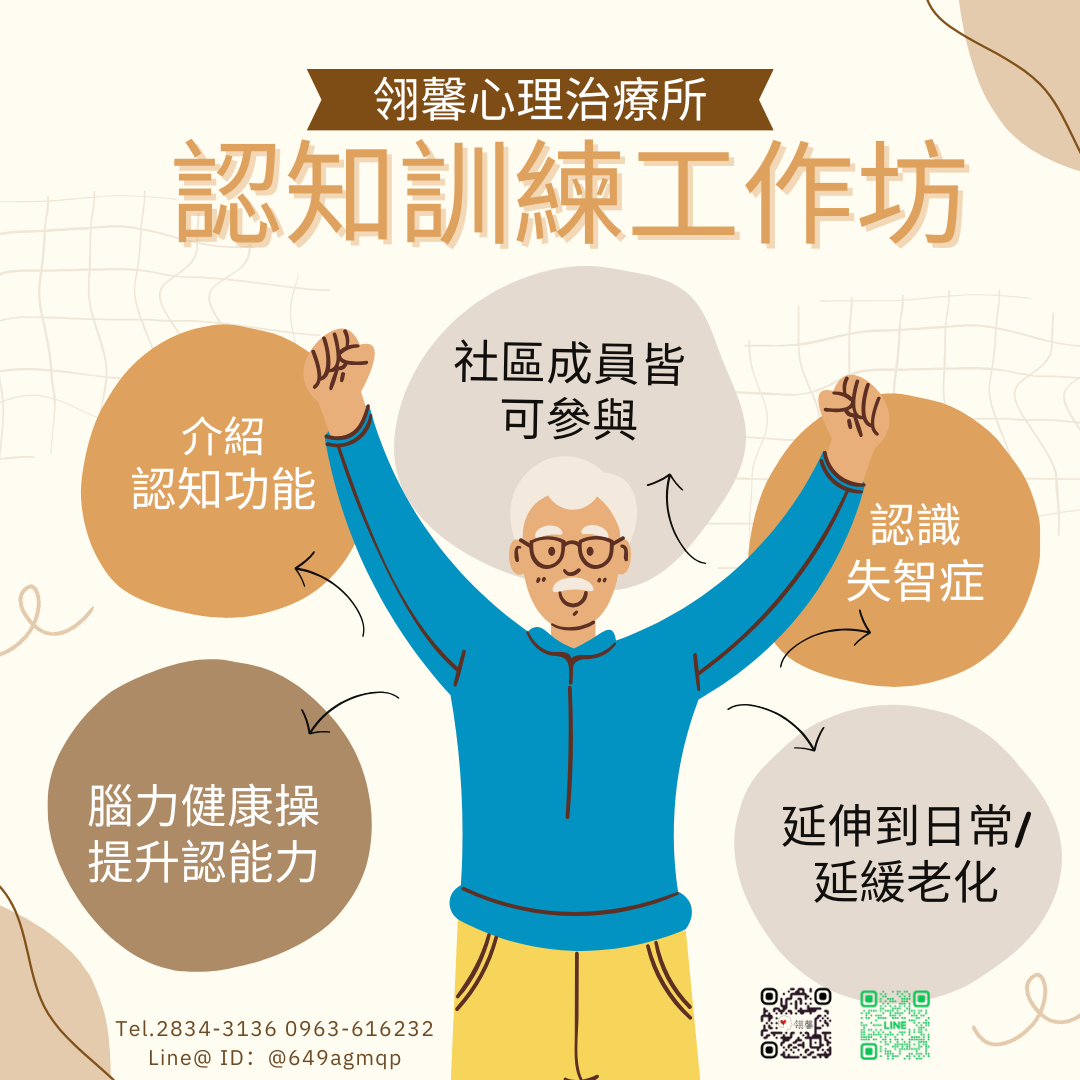 翎馨心理治療所
認知訓練工作坊
社區成員皆
可參與
介紹
認知功能
認識
失智症
腦力健康操
提升認能力
延伸到日常/
延緩老化
Tel.2834-3136 0963-616232
Line@ ID：@649agmqp
翎馨
LINE